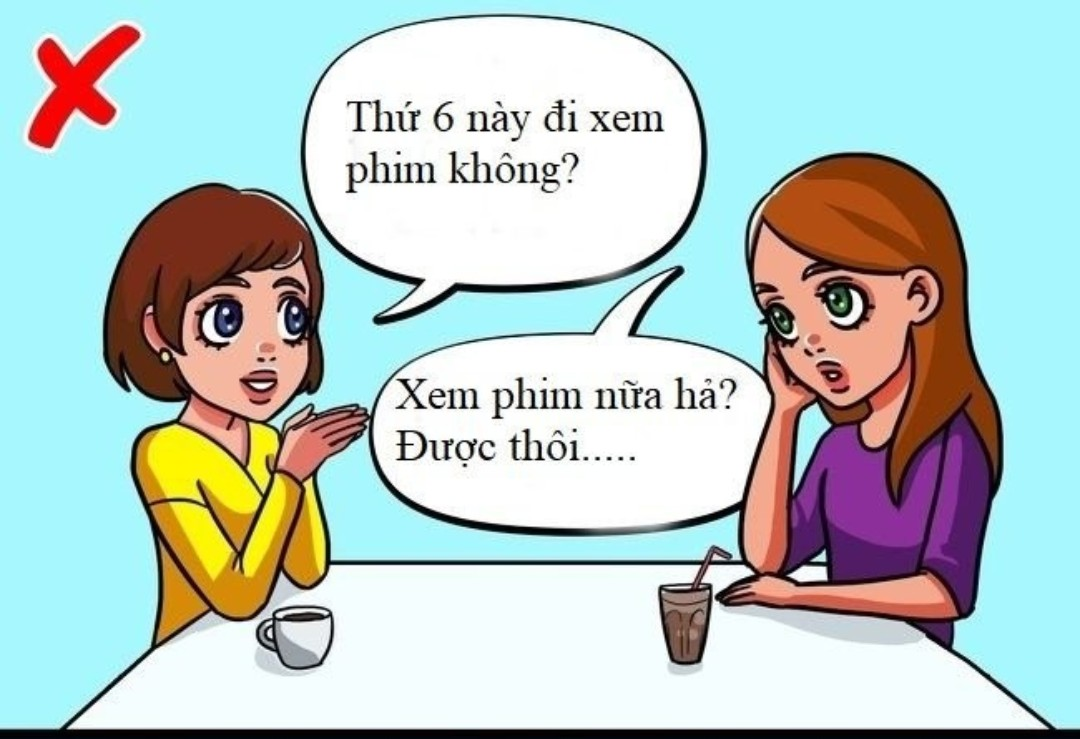 Thứ 6 này đi xem
phim không?
Xem phim nữa hả?
Được thôi.....